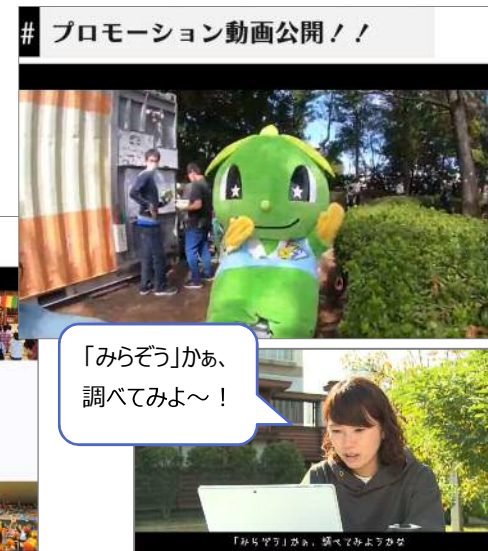 # プロモーション動画公開！！
「みらぞう」かぁ、
調べてみよ～！
「みらぞう」かぁ、調べてみようかな